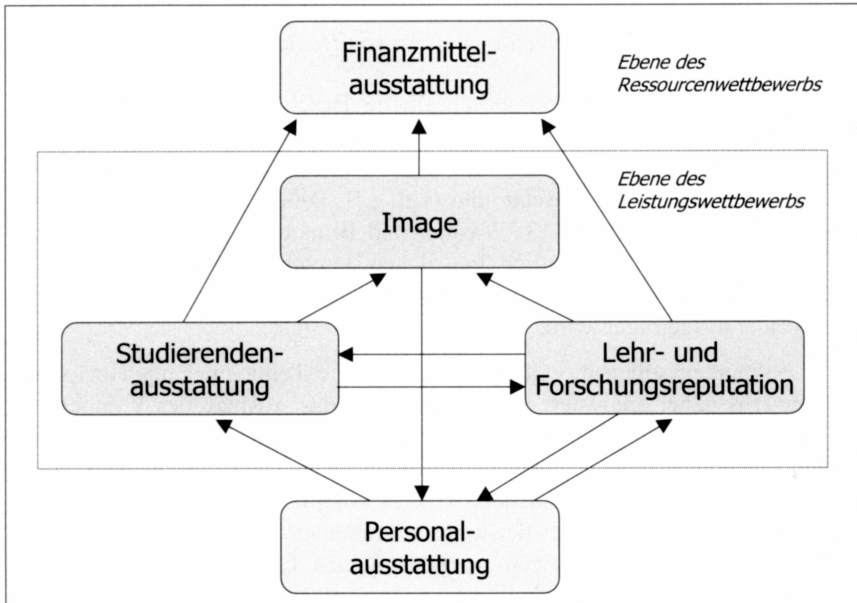 Finanzmittel-
ausstattung
Ebene des
Ressourcenwettbewerbs
Ebene des
Leistungswettbewerbs
Image
Studierenden-
ausstattung
Lehr- und
Forschungsreputation
Personal-
ausstattung